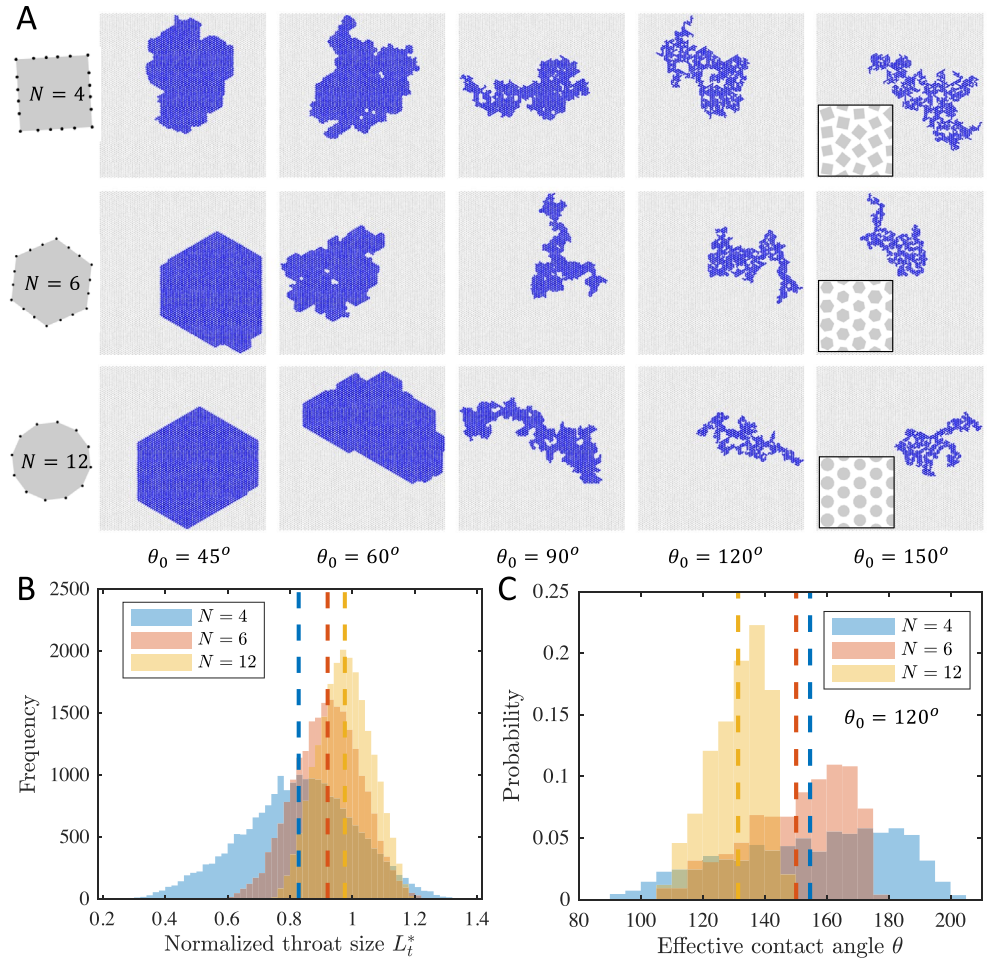 A
N = 4
N = 6
N = 12
θ₀ = 45ᵒ
θ₀ = 60ᵒ
θ₀ = 90ᵒ
θ₀ = 120ᵒ
θ₀ = 150ᵒ
B
2500
2000
1500
1000
500
0
Frequency
N = 4
N = 6
N = 12
0.2
0.4
0.6
0.8
1
1.2
1.4
Normalized throat size L*ₜ
C
0.25
0.2
0.15
0.1
0.05
0
Probability
N = 4
N = 6
N = 12
θ₀ = 120ᵒ
80
100
120
140
160
180
200
Effective contact angle θ